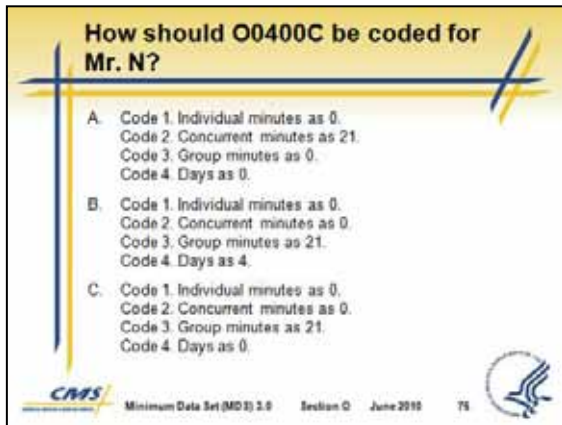 How should O0400C be coded for
Mr. N?
A. Code 1. Individual minutes as 0.
Code 2. Concurrent minutes as 21.
Code 3. Group minutes as 0.
Code 4. Days as 0.
B. Code 1. Individual minutes as 0.
Code 2. Concurrent minutes as 0.
Code 3. Group minutes as 21.
Code 4. Days as 4.
C. Code 1. Individual minutes as 0.
Code 2. Concurrent minutes as 0.
Code 3. Group minutes as 21.
Code 4. Days as 0.
CMS Minimum Data Set (MDS) 3.0 Section O June 2010 76